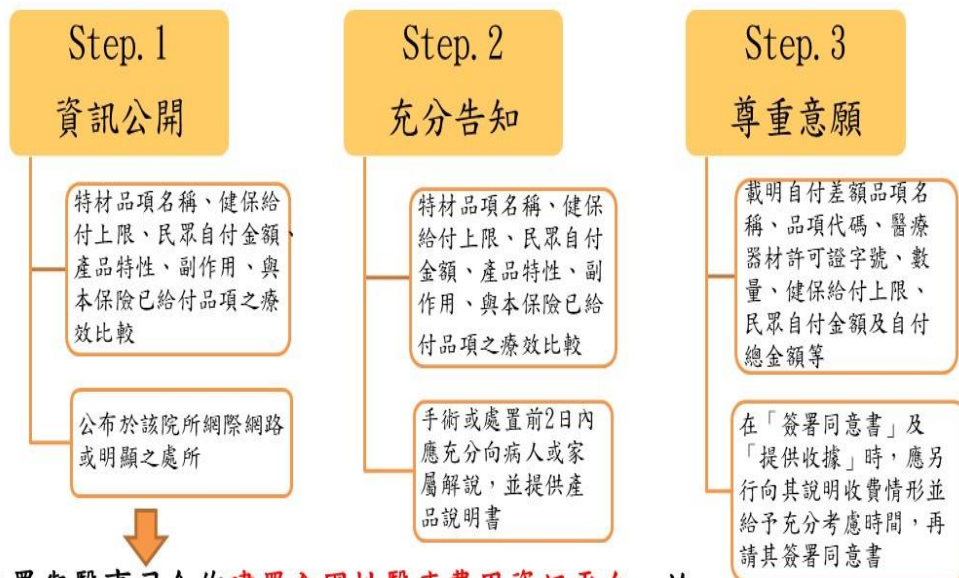 Step. 1
資訊公開
特材品項名稱、健保給
付上限、民眾自付金額、
產品特性、副作用、與
本保險已給付品項之療
效比較
公布於該院所網際網路
或明顯之處所
Step. 2
充分告知
特材品項名稱、健保
給付上限、民眾自付
金額、產品特性、副
作用、與本保險已給
付品項之療效比較
手術或處置前2日內
應充分向病人或家
屬解說，並提供產
品說明書
Step. 3
尊重意願
載明自付差額品項名
稱、品項代碼、醫療
器材許可證字號、數
量、健保給付上限、
民眾自付金額及自付
總金額等
在「簽署同意書」及
「提供收據」時，應另
行向其說明收費情形並
給予充分考慮時間，再
請其簽署同意書